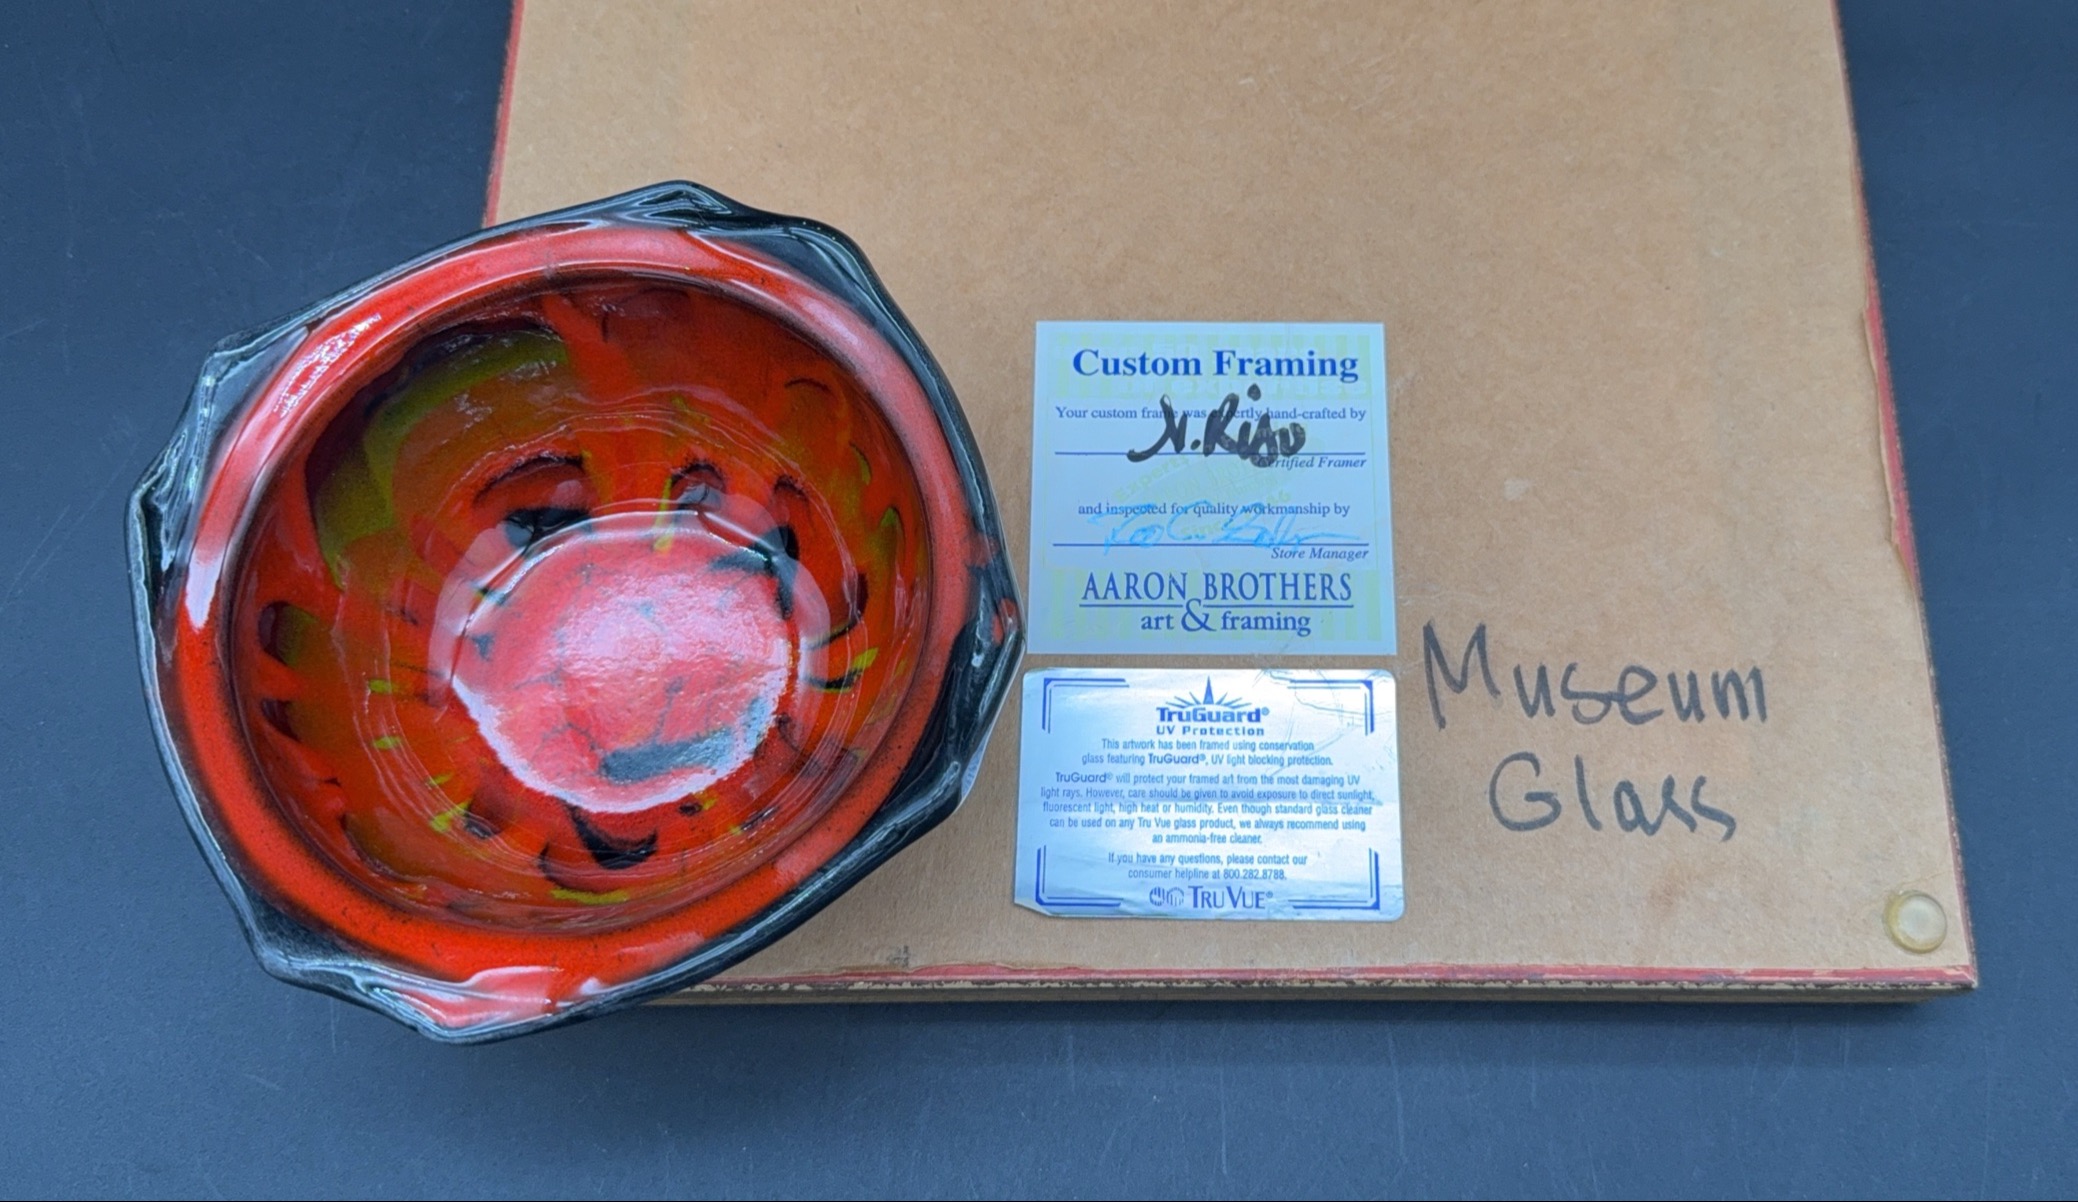 Custom Framing
Your custom frame was expertly hand-crafted by
N. Riso
Certified Framer
and inspected for quality workmanship by
Store Manager
AARON BROTHERS
art & framing
TruGuard®
UV Protection
This artwork has been framed using conservation
glass featuring TruGuard®, UV light blocking protection.
TruGuard® will protect your framed art from the most damaging UV
light rays. However, care should be given to avoid exposure to direct sunlight,
fluorescent light, high heat or humidity. Even though standard glass cleaner
can be used on any Tru Vue glass product, we always recommend using
an ammonia-free cleaner.
If you have any questions, please contact our
consumer helpline at 800.282.8788.
TRU VUE®
Museum
Glass